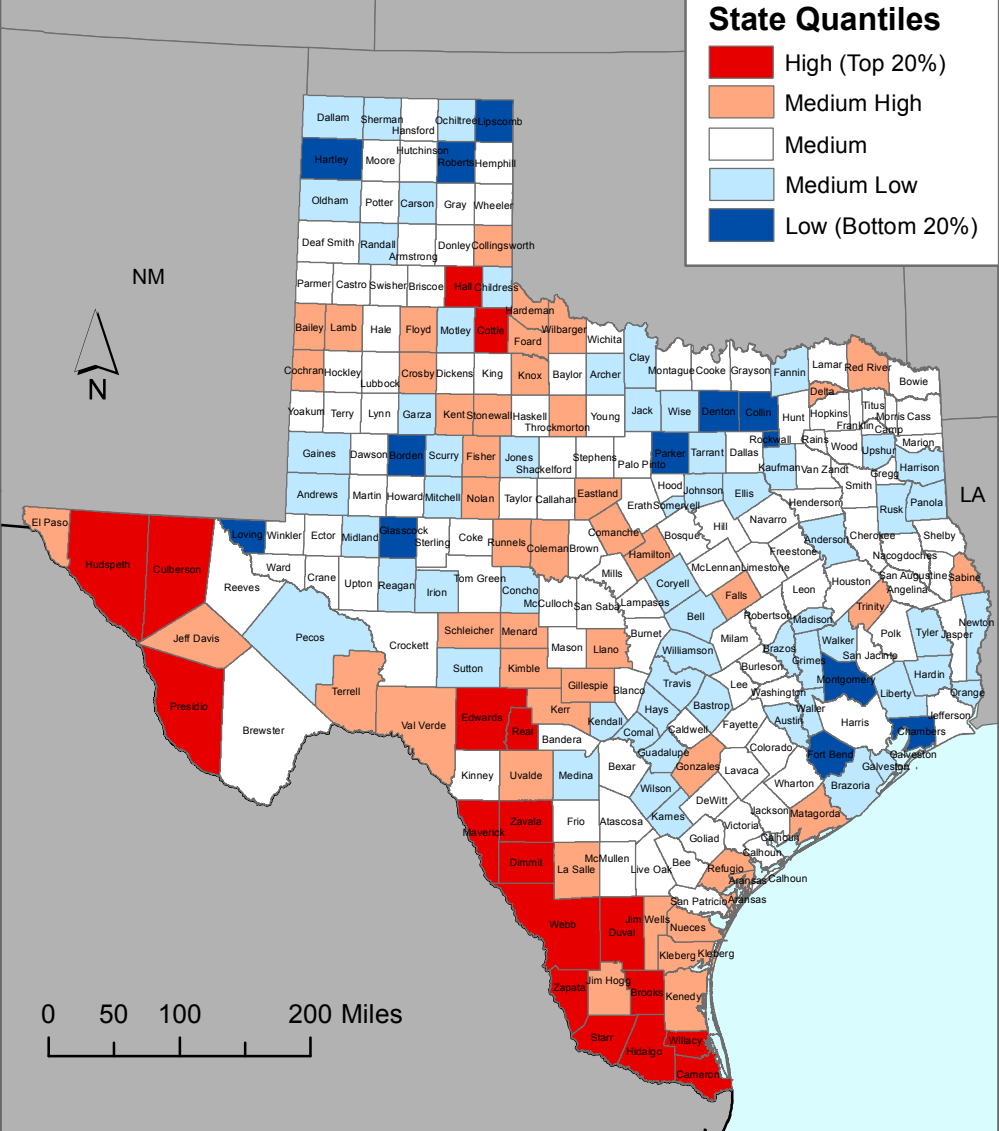 State Quantiles
High (Top 20%)
Medium High
Medium
Medium Low
Low (Bottom 20%)
NM
N
LA
Dallam Sherman Hansford Ochiltree Lipscomb
Hartley Moore Hutchinson Roberts Hemphill
Oldham Potter Carson Gray Wheeler
Deaf Smith Randall Armstrong Donley Collingsworth
Parmer Castro Swisher Briscoe Hall Childress
Hardeman
Bailey Lamb Hale Floyd Motley Cottle Foard Wilbarger Wichita Clay
Cochran Hockley Lubbock Crosby Dickens King Knox Baylor Archer Montague Cooke Grayson Fannin Lamar Red River Bowie
Delta
Yoakum Terry Lynn Garza Kent Stonewall Haskell Throckmorton Young Jack Wise Denton Collin Hunt Hopkins Franklin Titus Camp Morris Cass
Gaines Dawson Borden Scurry Fisher Jones Shackelford Stephens Palo Pinto Parker Tarrant Dallas Rockwall Kaufman Rains Van Zandt Wood Upshur Gregg Marion Harrison
Andrews Martin Howard Mitchell Nolan Taylor Callahan Eastland Erath Hood Somervell Johnson Ellis Henderson Smith Rusk Panola
El Paso Hudspeth Culberson Loving Winkler Ector Midland Glasscock Sterling Coke Runnels Coleman Brown Comanche Hamilton Bosque Hill Navarro Freestone Anderson Cherokee Nacogdoches Shelby
Reeves Ward Crane Upton Reagan Irion Tom Green Concho McCulloch San Saba Mills Lampasas Coryell McLennan Limestone Falls Leon Houston Trinity Angelina San Augustine Sabine
Jeff Davis Pecos Crockett Schleicher Menard Mason Llano Burnet Bell Milam Robertson Madison Walker Polk Tyler Jasper Newton
Presidio Brewster Terrell Val Verde Sutton Kimble Gillespie Blanco Williamson Travis Lee Burleson Brazos Grimes San Jacinto Montgomery Liberty Hardin Orange
Edwards Real Kerr Bandera Kendall Comal Hays Caldwell Bastrop Fayette Washington Austin Waller Harris Chambers Jefferson
Kinney Uvalde Medina Bexar Guadalupe Gonzales Lavaca Colorado Wharton Fort Bend Brazoria Galveston Galveston
Maverick Zavala Frio Atascosa Wilson Karnes DeWitt Victoria Jackson Matagorda
Dimmit La Salle McMullen Live Oak Bee Goliad Refugio Calhoun Calhoun Calhoun
Aransas Aransas
Webb Duval Jim Wells San Patricio Nueces
Kleberg Kleberg
Zapata Jim Hogg Brooks Kenedy
Starr Hidalgo Willacy
Cameron
0 50 100 200 Miles